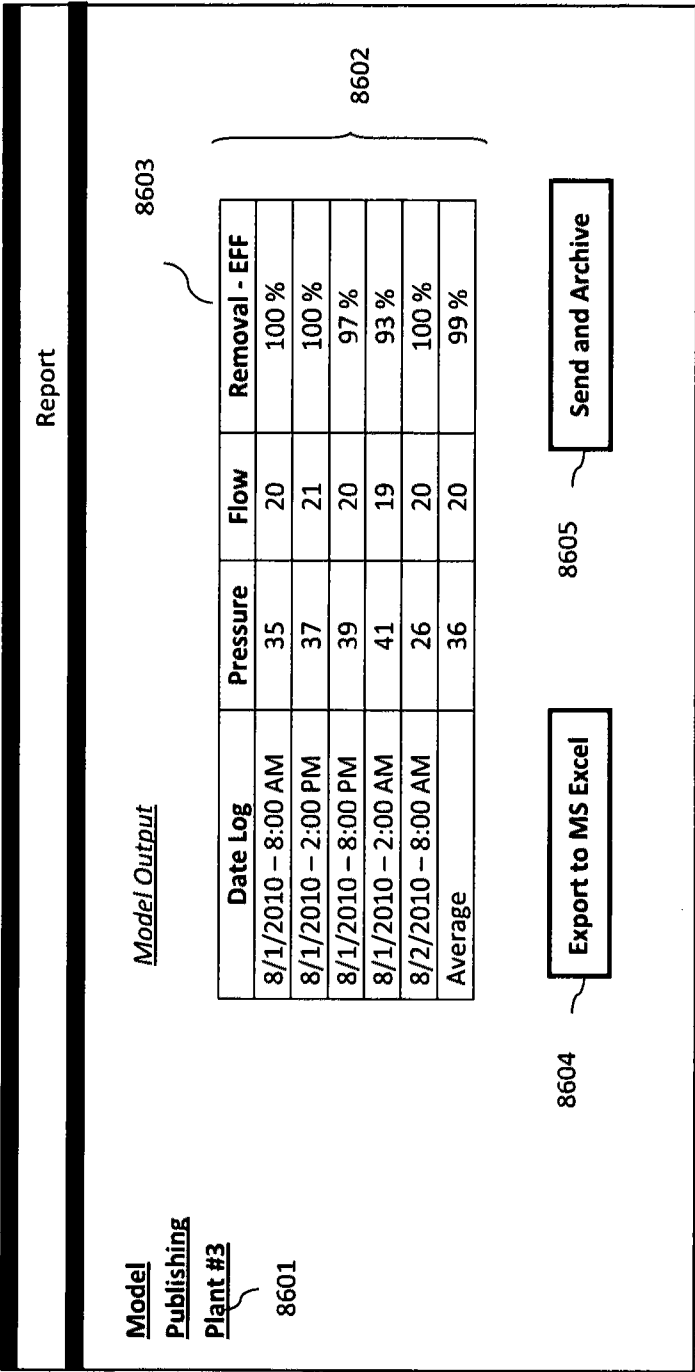 Report
Model
Publishing
Plant #3
8601
Model Output
8603
Date Log Pressure Flow Removal - EFF
8/1/2010 – 8:00 AM 35 20 100 %
8/1/2010 – 2:00 PM 37 21 100 %
8/1/2010 – 8:00 PM 39 20 97 %
8/1/2010 – 2:00 AM 41 19 93 %
8/2/2010 – 8:00 AM 26 20 100 %
Average 36 20 99 %
8602
8604
Export to MS Excel
8605
Send and Archive